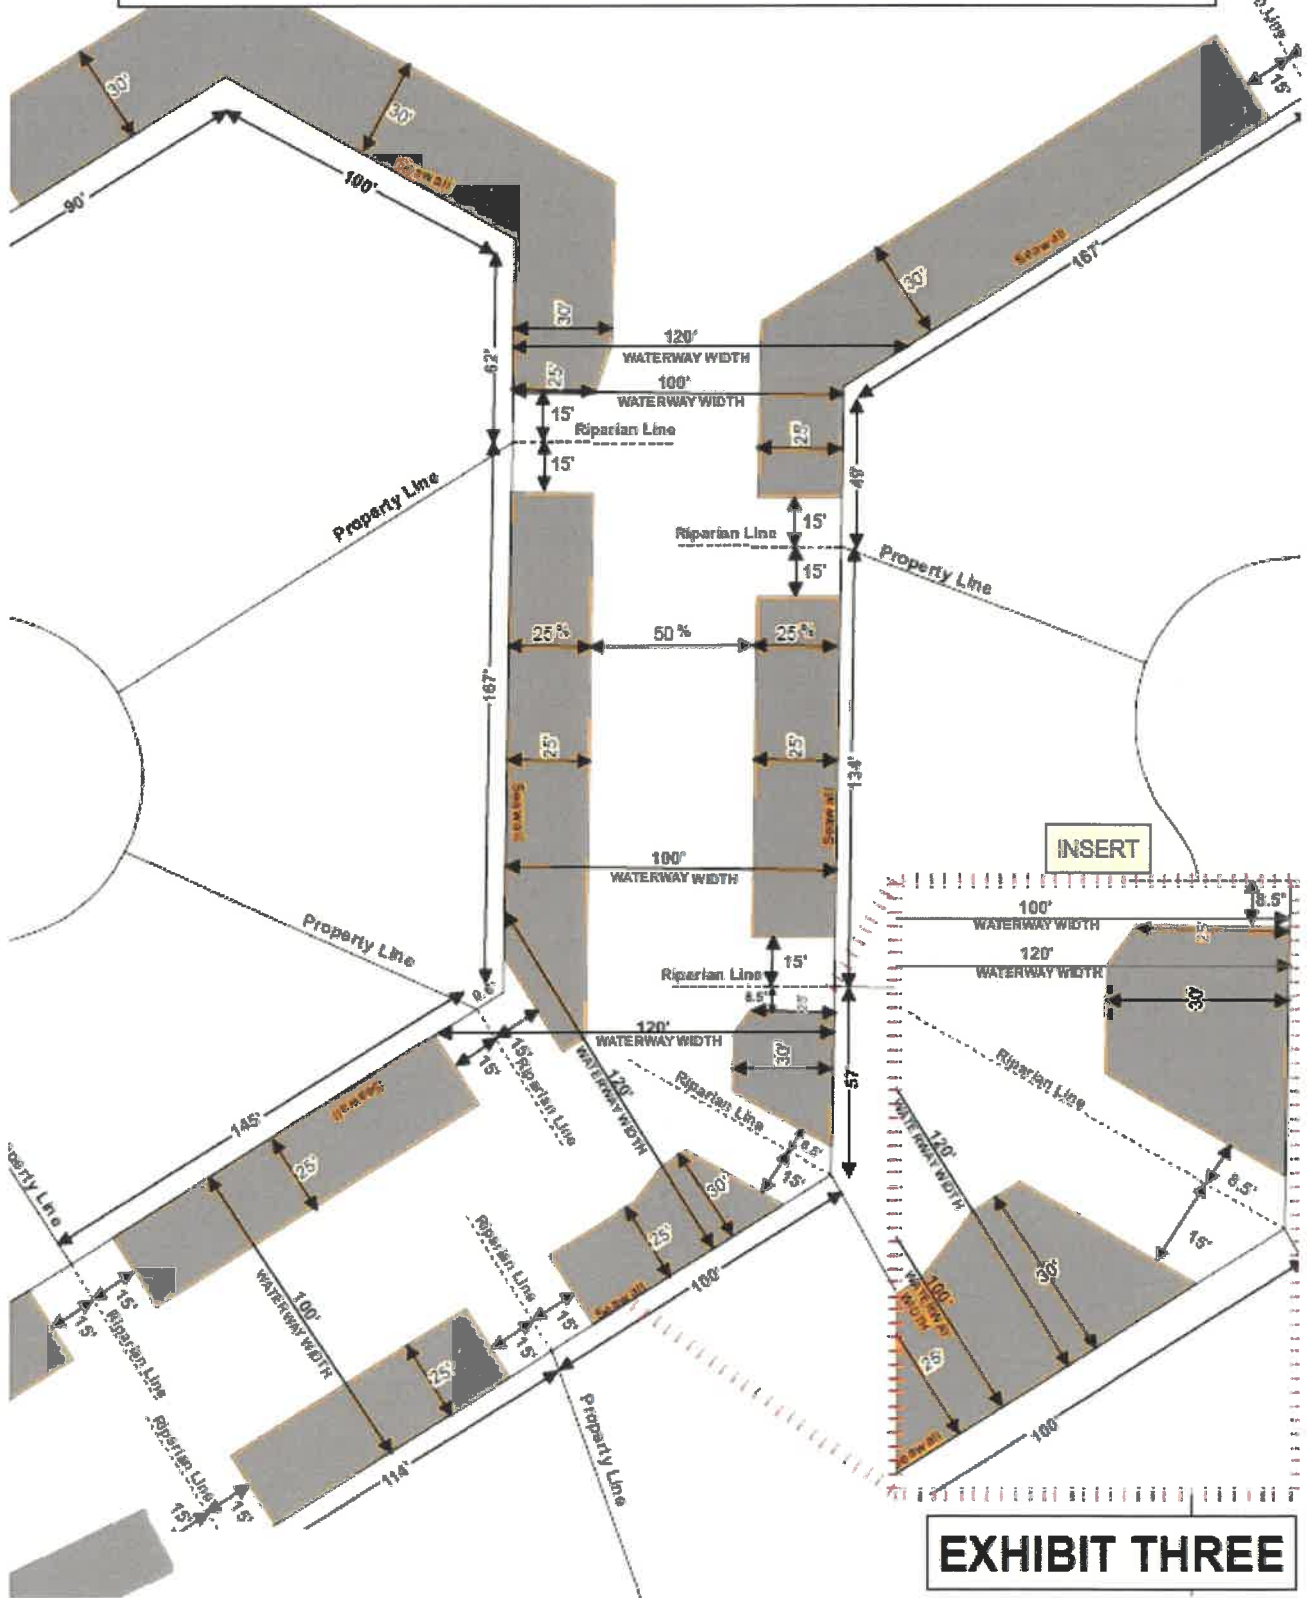 30'
30'
15'
Seawall
90'
100'
Seawall
167'
30'
30'
120'
WATERWAY WIDTH
62'
25'
100'
WATERWAY WIDTH
15'
Riparian Line
25'
15'
49'
Property Line
15'
Riparian Line
Property Line
15'
25%
50%
25%
167'
25'
25'
134'
Seawall
Seawall
INSERT
100'
WATERWAY WIDTH
8.5'
100'
WATERWAY WIDTH
25'
Property Line
15'
120'
WATERWAY WIDTH
Riparian Line
8.5'
25'
30'
120'
WATERWAY WIDTH
15'
15'
Riparian Line
30'
57'
Riparian Line
120'
WATERWAY WIDTH
Riparian Line
Seawall
145'
8.5'
15'
120'
WATERWAY WIDTH
8.5'
15'
25'
30'
25'
Property Line
Riparian Line
30'
100'
WATERWAY WIDTH
100'
WATERWAY WIDTH
25'
Seawall
100'
Seawall
15'
15'
Riparian Line
15'
15'
25'
100'
Property Line
Riparian Line
114'
15'
15'
EXHIBIT THREE